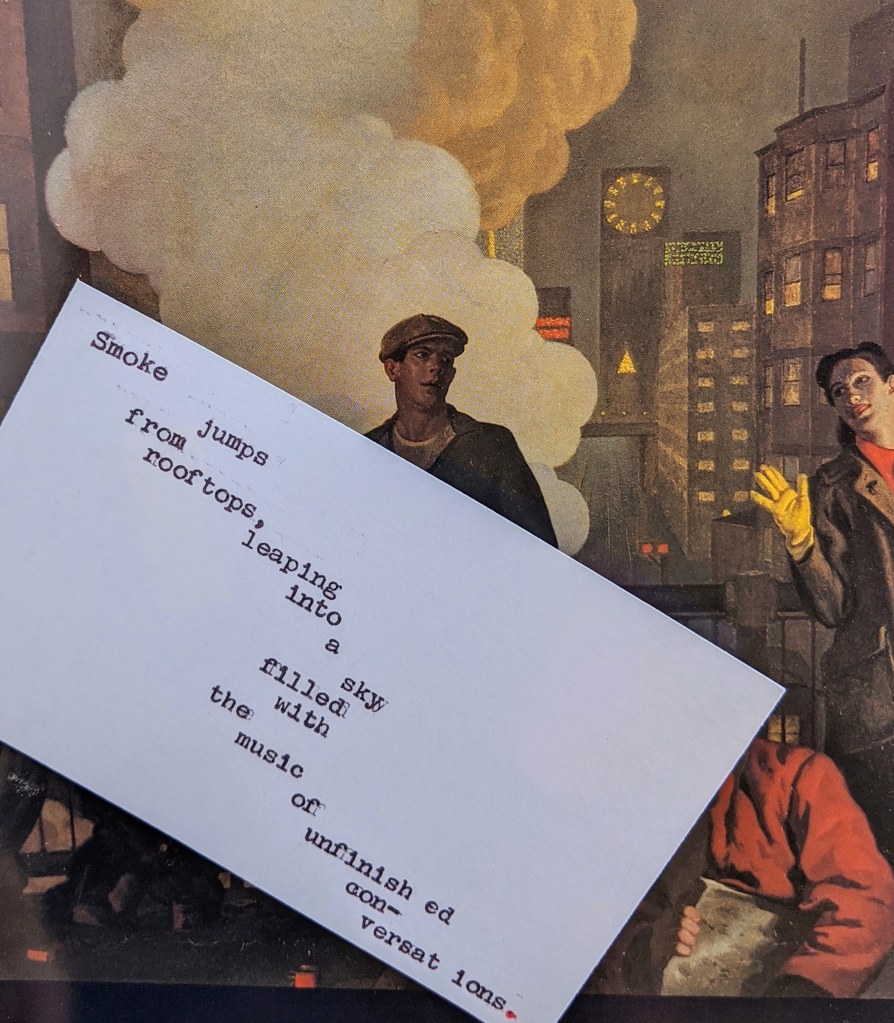 Smoke
jumps
from
rooftops,
leaping
into
a
sky
filled
with
the
music
of
unfinish ed
con-
versat ions.